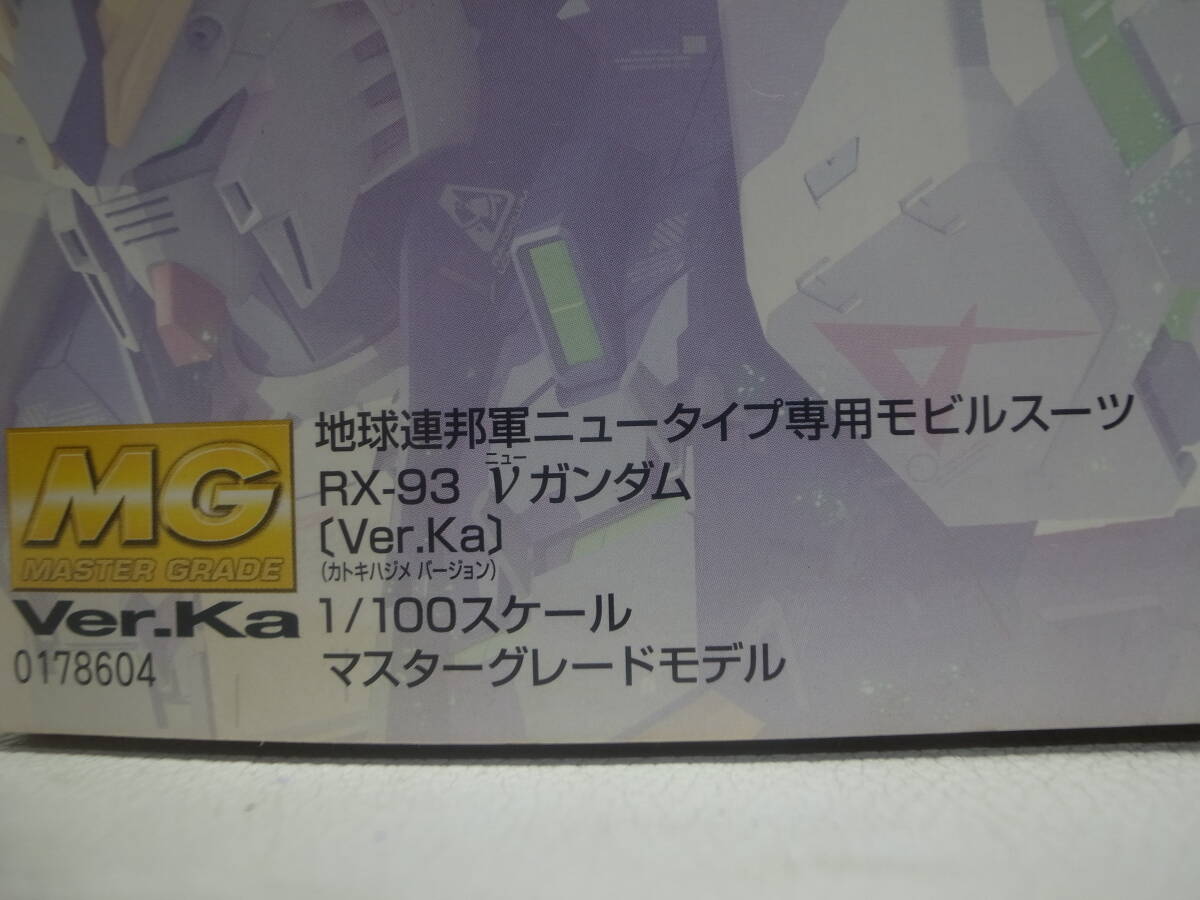 地球連邦軍ニュータイプ専用モビルスーツ
ニュー
RX-93 νガンダム
〔Ver.Ka〕
(カトキハジメ バージョン)
1/100スケール
マスターグレードモデル
MG
MASTER GRADE
Ver.Ka
0178604